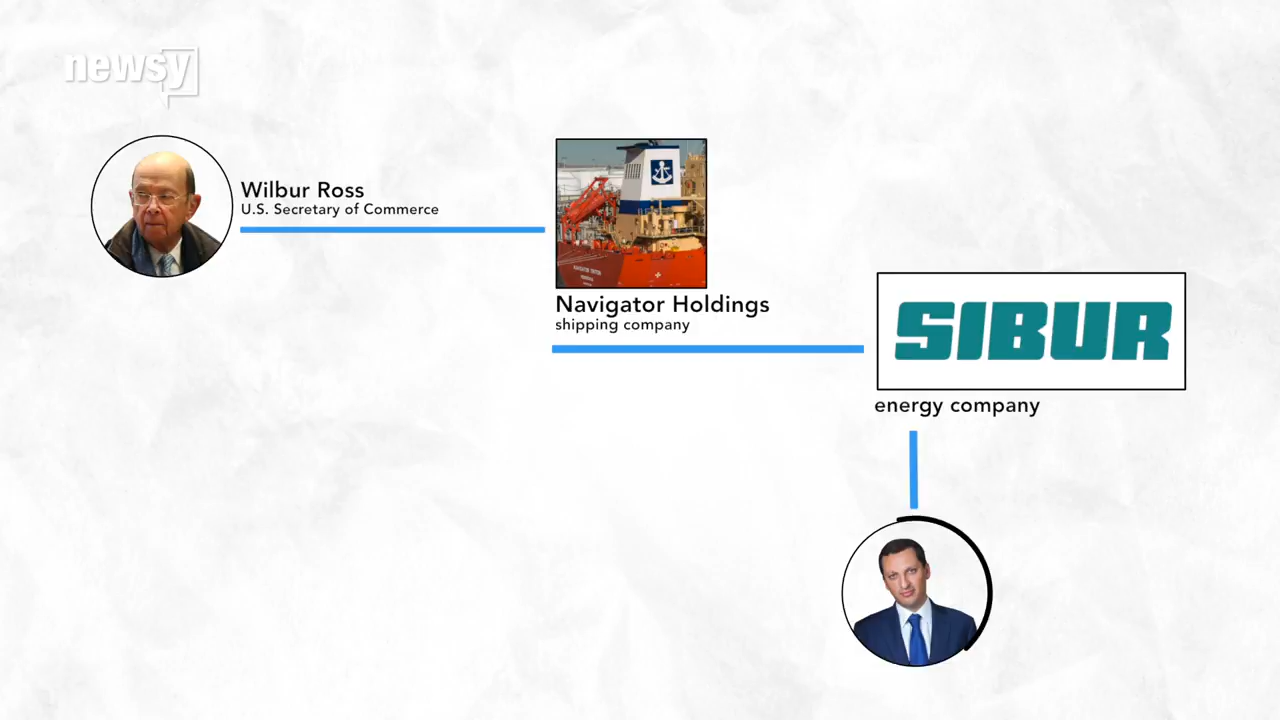 newsy
Wilbur Ross
U.S. Secretary of Commerce
Navigator Holdings
shipping company
SIBUR
energy company